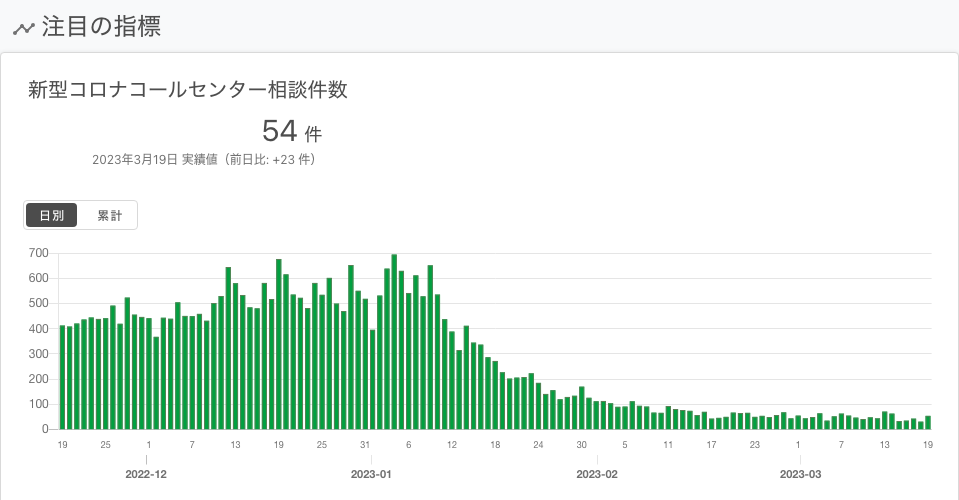 注目の指標
新型コロナコールセンター相談件数
54 件
2023年3月19日 実績値（前日比: +23 件）
日別 累計
700
600
500
400
300
200
100
0
19 25 1 7 13 19 25 31 6 12 18 24 30 5 11 17 23 1 7 13 19
2022-12 2023-01 2023-02 2023-03